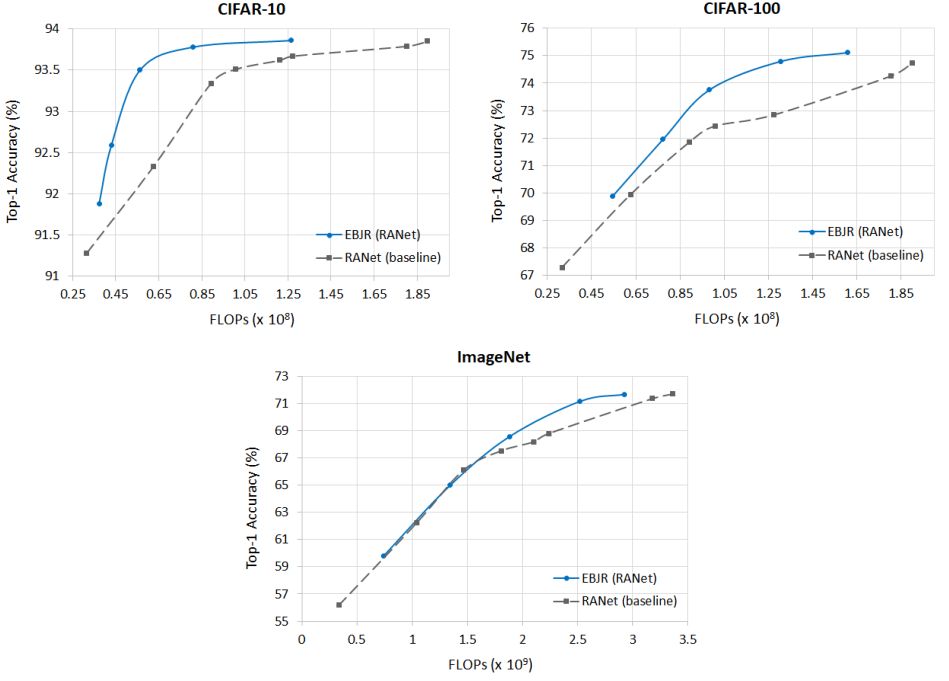 CIFAR-10
Top-1 Accuracy (%)
94
93.5
93
92.5
92
91.5
91
0.25 0.45 0.65 0.85 1.05 1.25 1.45 1.65 1.85
FLOPs (x 10⁸)
EBJR (RANet)
RANet (baseline)
CIFAR-100
Top-1 Accuracy (%)
76
75
74
73
72
71
70
69
68
67
0.25 0.45 0.65 0.85 1.05 1.25 1.45 1.65 1.85
FLOPs (x 10⁸)
EBJR (RANet)
RANet (baseline)
ImageNet
Top-1 Accuracy (%)
73
71
69
67
65
63
61
59
57
55
0 0.5 1 1.5 2 2.5 3 3.5
FLOPs (x 10⁹)
EBJR (RANet)
RANet (baseline)